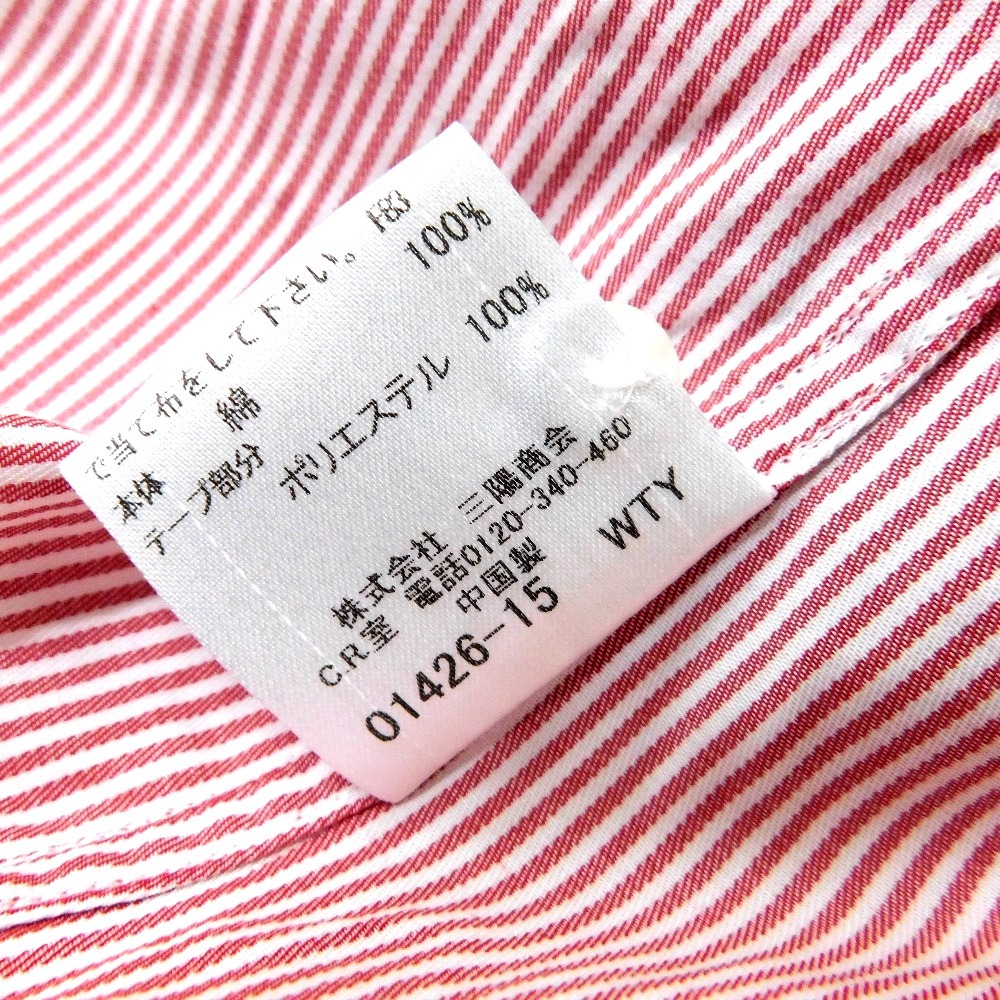 で当て布をして下さい。 F83
本体 綿 100%
テープ部分
ポリエステル 100%
株式会社 三陽商会
C.R室 電話0120-340-460
中国製 WTY
01426-15